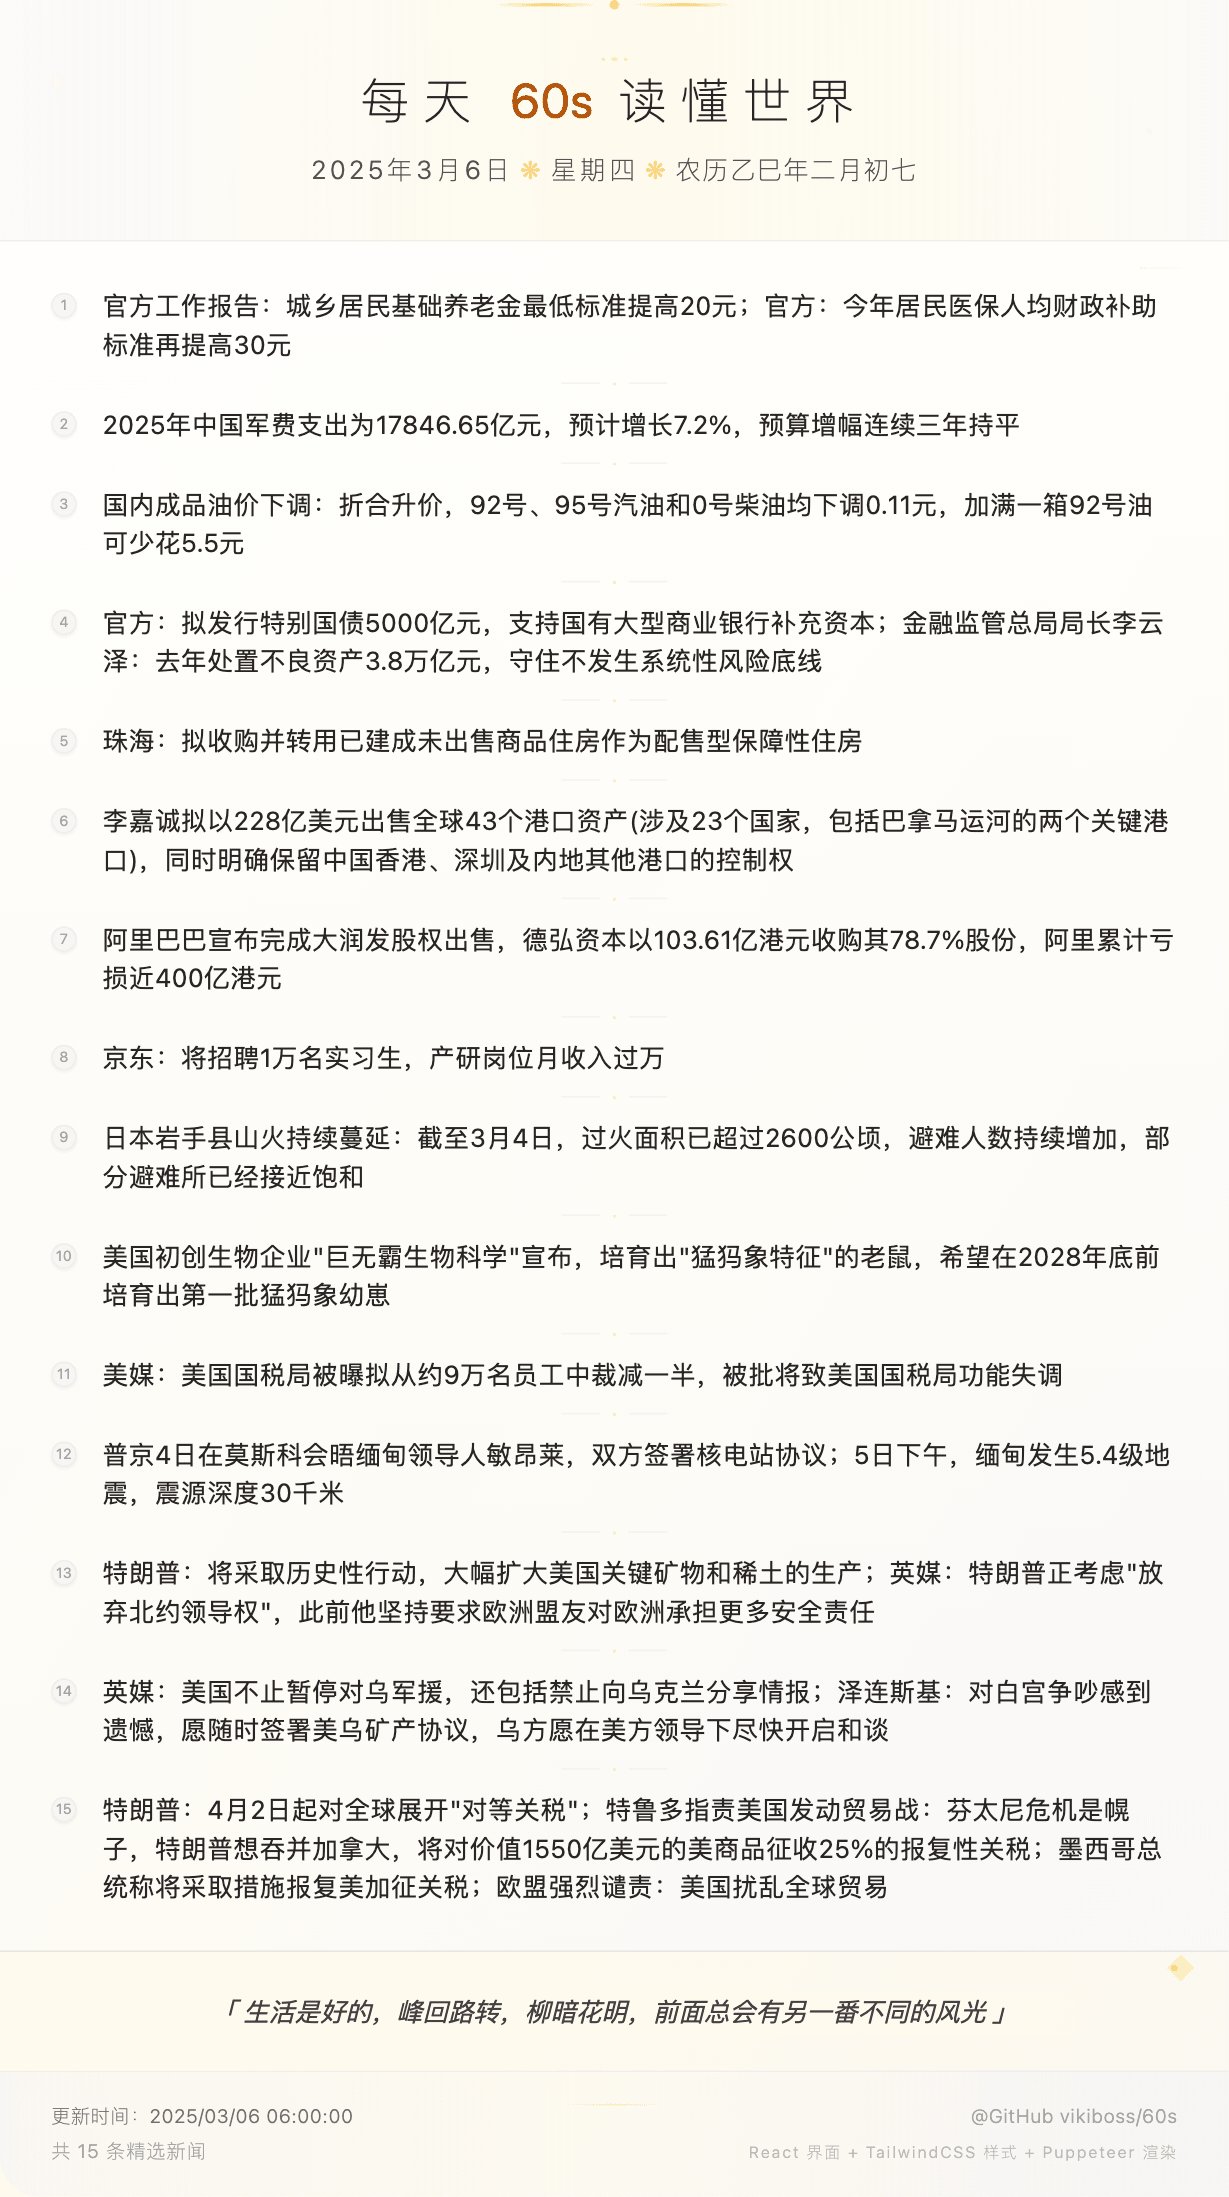 每天 60s 读懂世界
2025年3月6日 ❋ 星期四 ❋ 农历乙巳年二月初七
1 官方工作报告：城乡居民基础养老金最低标准提高20元；官方：今年居民医保人均财政补助
标准再提高30元
2 2025年中国军费支出为17846.65亿元，预计增长7.2%，预算增幅连续三年持平
3 国内成品油价下调：折合升价，92号、95号汽油和0号柴油均下调0.11元，加满一箱92号油
可少花5.5元
4 官方：拟发行特别国债5000亿元，支持国有大型商业银行补充资本；金融监管总局局长李云
泽：去年处置不良资产3.8万亿元，守住不发生系统性风险底线
5 珠海：拟收购并转用已建成未出售商品住房作为配售型保障性住房
6 李嘉诚拟以228亿美元出售全球43个港口资产(涉及23个国家，包括巴拿马运河的两个关键港
口)，同时明确保留中国香港、深圳及内地其他港口的控制权
7 阿里巴巴宣布完成大润发股权出售，德弘资本以103.61亿港元收购其78.7%股份，阿里累计亏
损近400亿港元
8 京东：将招聘1万名实习生，产研岗位月收入过万
9 日本岩手县山火持续蔓延：截至3月4日，过火面积已超过2600公顷，避难人数持续增加，部
分避难所已经接近饱和
10 美国初创生物企业"巨无霸生物科学"宣布，培育出"猛犸象特征"的老鼠，希望在2028年底前
培育出第一批猛犸象幼崽
11 美媒：美国国税局被曝拟从约9万名员工中裁减一半，被批将致美国国税局功能失调
12 普京4日在莫斯科会晤缅甸领导人敏昂莱，双方签署核电站协议；5日下午，缅甸发生5.4级地
震，震源深度30千米
13 特朗普：将采取历史性行动，大幅扩大美国关键矿物和稀土的生产；英媒：特朗普正考虑"放
弃北约领导权"，此前他坚持要求欧洲盟友对欧洲承担更多安全责任
14 英媒：美国不止暂停对乌军援，还包括禁止向乌克兰分享情报；泽连斯基：对白宫争吵感到
遗憾，愿随时签署美乌矿产协议，乌方愿在美方领导下尽快开启和谈
15 特朗普：4月2日起对全球展开"对等关税"；特鲁多指责美国发动贸易战：芬太尼危机是幌
子，特朗普想吞并加拿大，将对价值1550亿美元的美商品征收25%的报复性关税；墨西哥总
统称将采取措施报复美加征关税；欧盟强烈谴责：美国扰乱全球贸易
「 生活是好的，峰回路转，柳暗花明，前面总会有另一番不同的风光 」
更新时间：2025/03/06 06:00:00
@GitHub vikiboss/60s
共 15 条精选新闻
React 界面 + TailwindCSS 样式 + Puppeteer 渲染